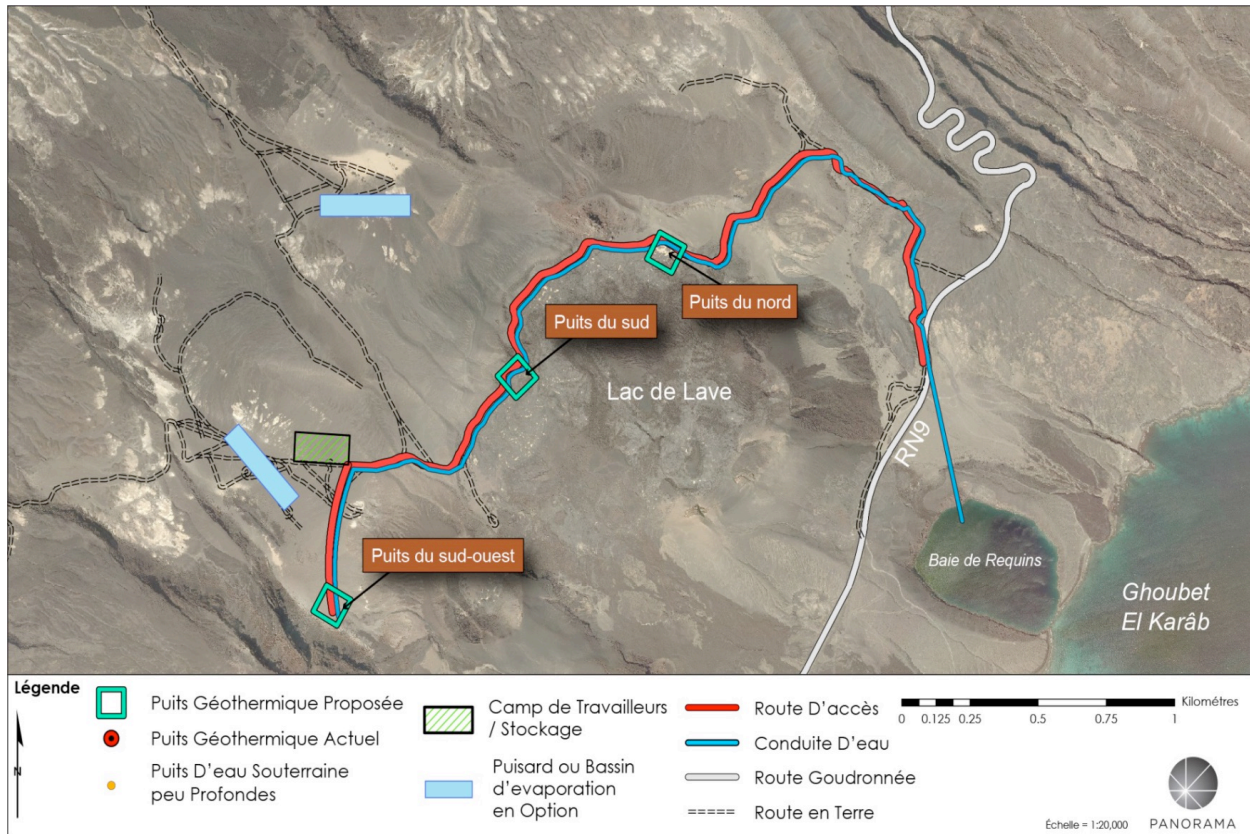 Puits du nord
Puits du sud
Lac de Lave
RN9
Puits du sud-ouest
Baie de Requins
Ghoubet
El Karâb
Légende
N
Puits Géothermique Proposée
Puits Géothermique Actuel
Puits D'eau Souterraine
peu Profondes
Camp de Travailleurs
/ Stockage
Puisard ou Bassin
d'evaporation
en Option
Route D'accès
Conduite D'eau
Route Goudronnée
Route en Terre
Kilométres
0 0.125 0.25 0.5 0.75 1
Échelle = 1:20,000
PANORAMA